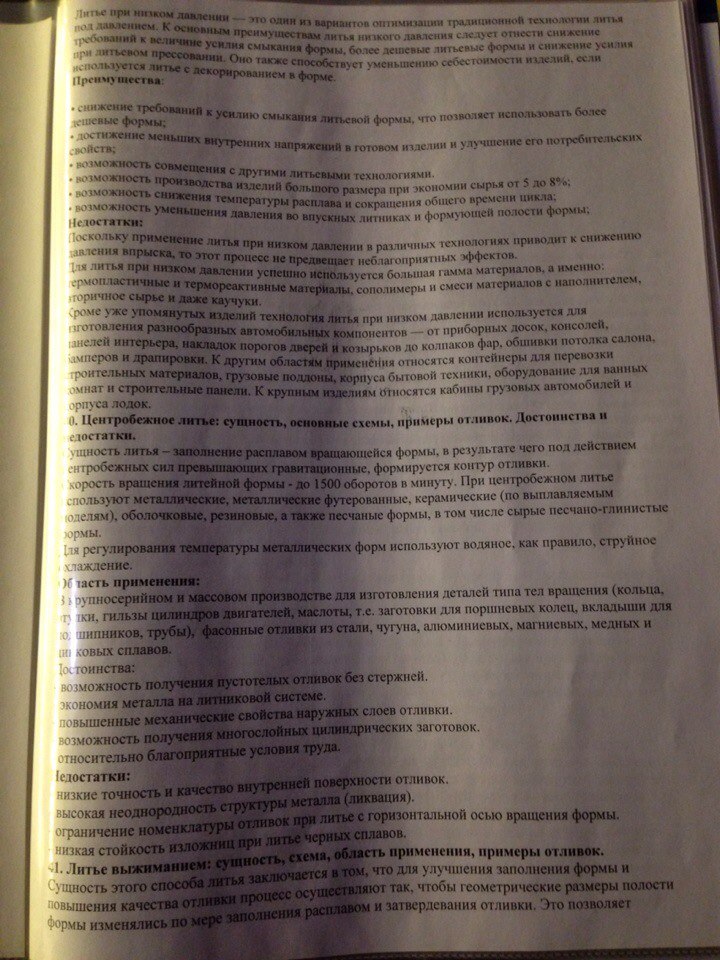 Литье при низком давлении — это один из вариантов оптимизации традиционной технологии литья
под давлением. К основным преимуществам литья низкого давления следует отнести снижение
требований к величине усилия смыкания формы, более дешевые литьевые формы и снижение усилия
при литьевом прессовании. Оно также способствует уменьшению себестоимости изделий, если
используется литье с декорированием в форме.
Преимущества:
• снижение требований к усилию смыкания литьевой формы, что позволяет использовать более
дешевые формы;
• достижение меньших внутренних напряжений в готовом изделии и улучшение его потребительских
свойств;
• возможность совмещения с другими литьевыми технологиями.
• возможность производства изделий большого размера при экономии сырья от 5 до 8%;
• возможность снижения температуры расплава и сокращения общего времени цикла;
• возможность уменьшения давления во впускных литниках и формующей полости формы;
Недостатки:
Поскольку применение литья при низком давлении в различных технологиях приводит к снижению
давления впрыска, то этот процесс не предвещает неблагоприятных эффектов.
Для литья при низком давлении успешно используется большая гамма материалов, а именно:
термопластичные и термореактивные материалы, сополимеры и смеси материалов с наполнителем,
вторичное сырье и даже каучуки.
Кроме уже упомянутых изделий технология литья при низком давлении используется для
изготовления разнообразных автомобильных компонентов — от приборных досок, консолей,
панелей интерьера, накладок порогов дверей и козырьков до колпаков фар, обшивки потолка салона,
бамперов и драпировки. К другим областям применения относятся контейнеры для перевозки
строительных материалов, грузовые поддоны, корпуса бытовой техники, оборудование для ванных
комнат и строительные панели. К крупным изделиям относятся кабины грузовых автомобилей и
корпуса лодок.
0. Центробежное литье: сущность, основные схемы, примеры отливок. Достоинства и
недостатки.
Сущность литья – заполнение расплавом вращающейся формы, в результате чего под действием
центробежных сил превышающих гравитационные, формируется контур отливки.
Скорость вращения литейной формы - до 1500 оборотов в минуту. При центробежном литье
используют металлические, металлические футерованные, керамические (по выплавляемым
моделям), оболочковые, резиновые, а также песчаные формы, в том числе сырые песчано-глинистые
формы.
Для регулирования температуры металлических форм используют водяное, как правило, струйное
охлаждение.
Область применения:
В крупносерийном и массовом производстве для изготовления деталей типа тел вращения (кольца,
втулки, гильзы цилиндров двигателей, маслоты, т.е. заготовки для поршневых колец, вкладыши для
подшипников, трубы), фасонные отливки из стали, чугуна, алюминиевых, магниевых, медных и
цинковых сплавов.
Достоинства:
- возможность получения пустотелых отливок без стержней.
экономия металла на литниковой системе.
- повышенные механические свойства наружных слоев отливки.
возможность получения многослойных цилиндрических заготовок.
относительно благоприятные условия труда.
Недостатки:
низкие точность и качество внутренней поверхности отливок.
высокая неоднородность структуры металла (ликвация).
ограничение номенклатуры отливок при литье с горизонтальной осью вращения формы.
- низкая стойкость изложниц при литье черных сплавов.
41. Литье выжиманием: сущность, схема, область применения, примеры отливок.
Сущность этого способа литья заключается в том, что для улучшения заполнения формы и
повышения качества отливки процесс осуществляют так, чтобы геометрические размеры полости
формы изменялись по мере заполнения расплавом и затвердевания отливки. Это позволяет